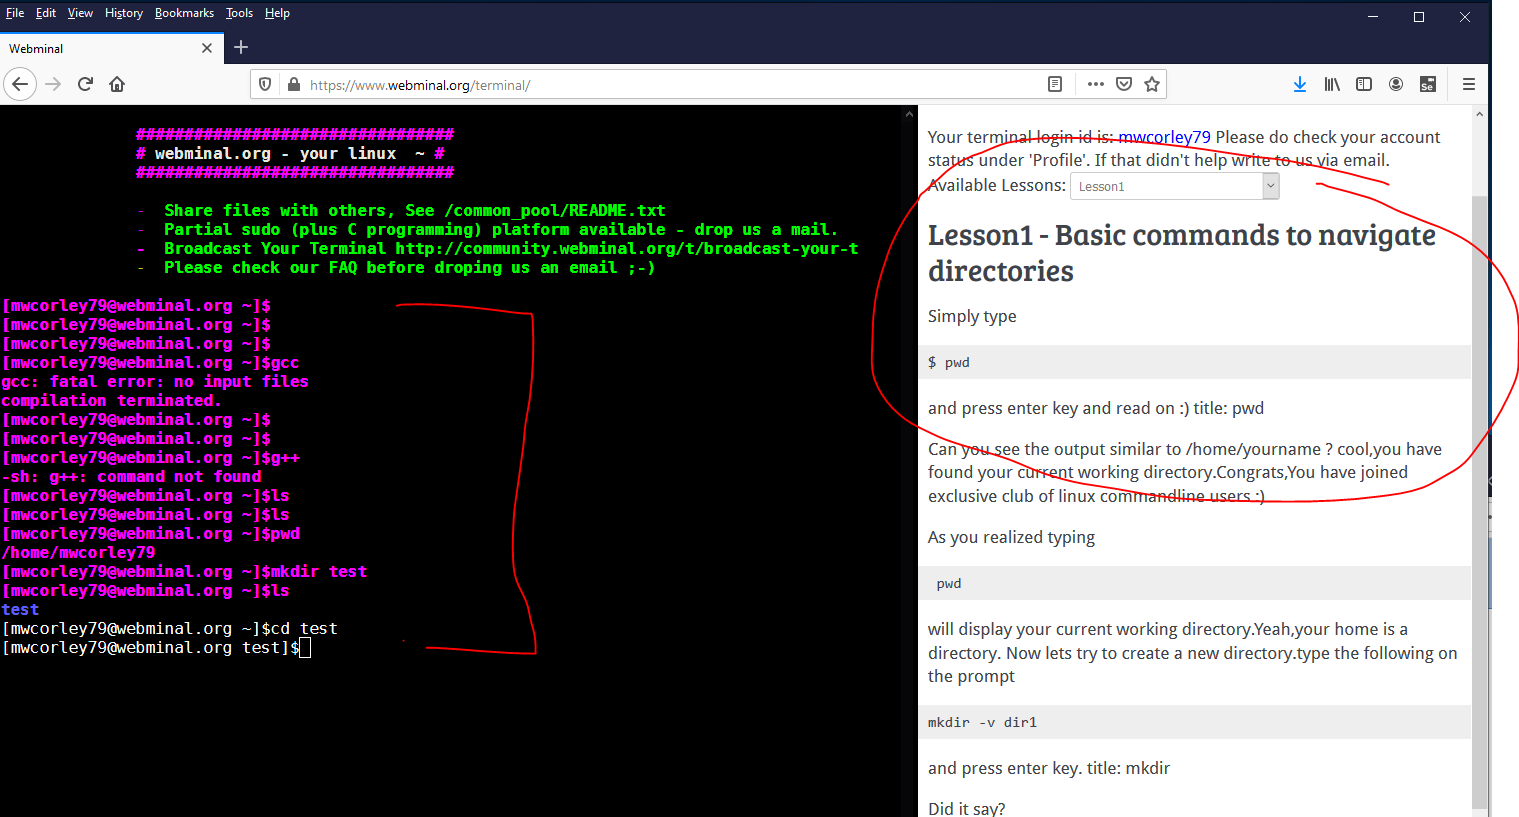 File Edit View History Bookmarks Tools Help
Webminal
https://www.webminal.org/terminal/
Se
#################################
# webminal.org - your linux ~ #
#################################
- Share files with others, See /common_pool/README.txt
- Partial sudo (plus C programming) platform available - drop us a mail.
- Broadcast Your Terminal http://community.webminal.org/t/broadcast-your-t
- Please check our FAQ before droping us an email ;-)
[mwcorley79@webminal.org ~]$
[mwcorley79@webminal.org ~]$
[mwcorley79@webminal.org ~]$
[mwcorley79@webminal.org ~]$gcc
gcc: fatal error: no input files
compilation terminated.
[mwcorley79@webminal.org ~]$
[mwcorley79@webminal.org ~]$
[mwcorley79@webminal.org ~]$g++
-sh: g++: command not found
[mwcorley79@webminal.org ~]$ls
[mwcorley79@webminal.org ~]$ls
[mwcorley79@webminal.org ~]$pwd
/home/mwcorley79
[mwcorley79@webminal.org ~]$mkdir test
[mwcorley79@webminal.org ~]$ls
test
[mwcorley79@webminal.org ~]$cd test
[mwcorley79@webminal.org test]$
Your terminal login id is: mwcorley79 Please do check your account
status under 'Profile'. If that didn't help write to us via email.
Available Lessons: Lesson1
Lesson1 - Basic commands to navigate
directories
Simply type
$ pwd
and press enter key and read on :) title: pwd
Can you see the output similar to /home/yourname ? cool,you have
found your current working directory.Congrats,You have joined
exclusive club of linux commandline users :)
As you realized typing
pwd
will display your current working directory.Yeah,your home is a
directory. Now lets try to create a new directory.type the following on
the prompt
mkdir -v dir1
and press enter key. title: mkdir
Did it say?